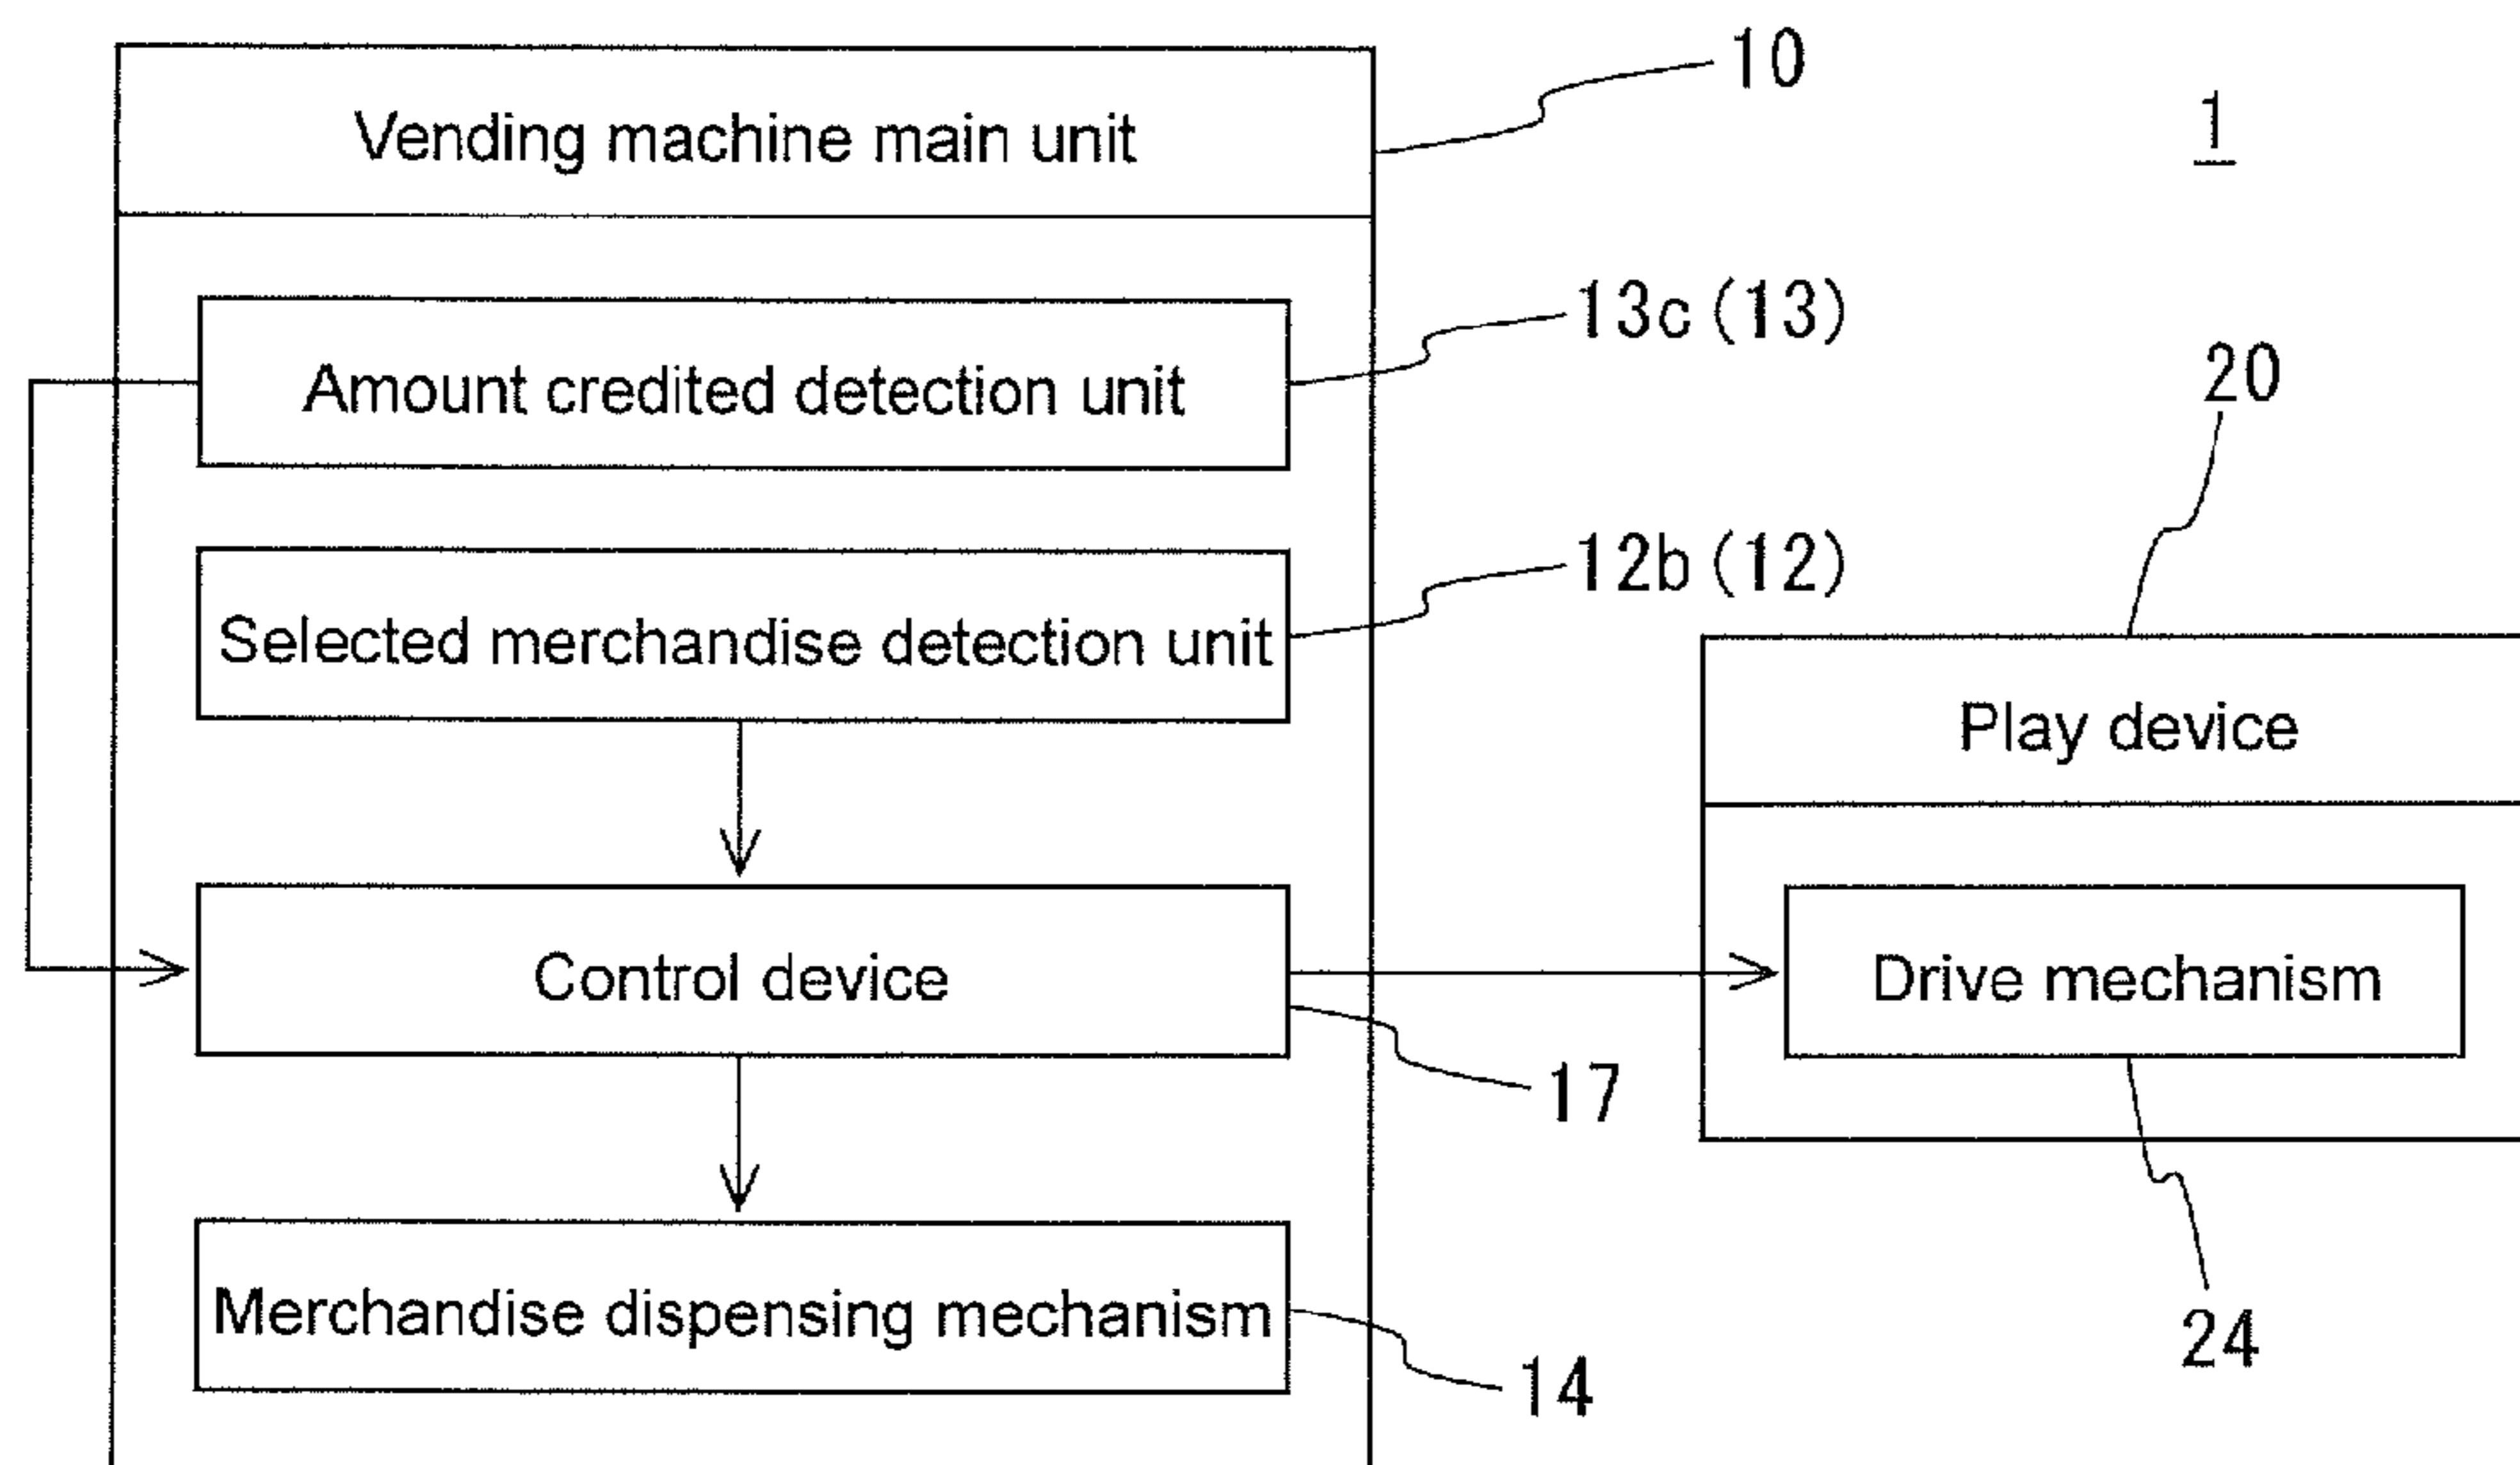 10
1
Vending machine main unit
13c (13)
Amount credited detection unit
20
12b (12)
Selected merchandise detection unit
Play device
Control device
Drive mechanism
17
Merchandise dispensing mechanism
24
14